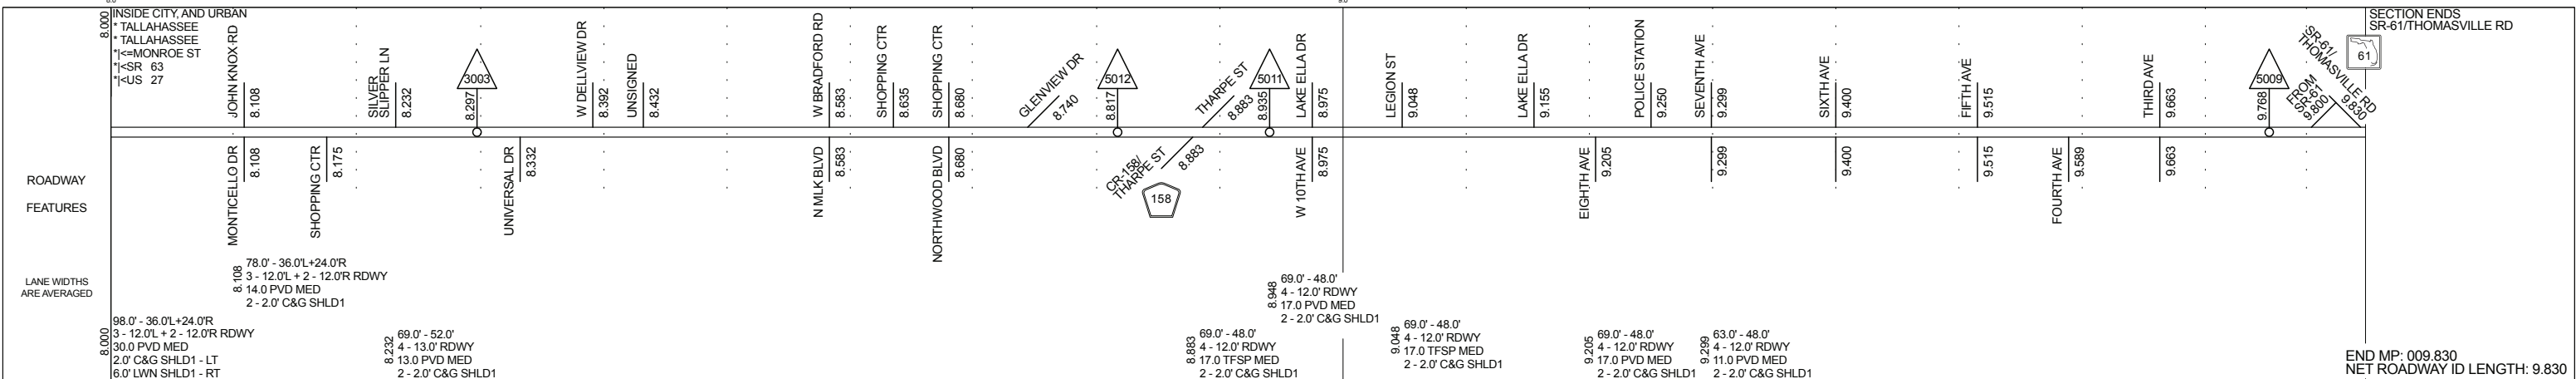 8.0
9.0
8.000
INSIDE CITY, AND URBAN
* TALLAHASSEE
* TALLAHASSEE
*|<=MONROE ST
*|<SR 63
*|<US 27
JOHN KNOX RD
8.108
SILVER
SLIPPER LN
8.232
3003
8.297
W DELLVIEW DR
8.392
UNSIGNED
8.432
W BRADFORD RD
8.583
SHOPPING CTR
8.635
SHOPPING CTR
8.680
GLENVIEW DR
8.740
5012
8.817
THARPE ST
8.883
5011
8.935
LAKE ELLA DR
8.975
LEGION ST
9.048
LAKE ELLA DR
9.155
POLICE STATION
9.250
SEVENTH AVE
9.299
SIXTH AVE
9.400
FIFTH AVE
9.515
THIRD AVE
9.663
5009
9.768
FROM
SR-61
9.800
SR-61/
THOMASVILLE RD
9.830
SECTION ENDS
SR-61/THOMASVILLE RD
61
ROADWAY
FEATURES
MONTICELLO DR
8.108
SHOPPING CTR
8.175
UNIVERSAL DR
8.332
N MLK BLVD
8.583
NORTHWOOD BLVD
8.680
CR-158/
THARPE ST
8.883
158
W 10TH AVE
8.975
EIGHTH AVE
9.205
9.299
9.400
9.515
FOURTH AVE
9.589
9.663
LANE WIDTHS
ARE AVERAGED
8.000
98.0' - 36.0'L+24.0'R
3 - 12.0'L + 2 - 12.0'R RDWY
30.0 PVD MED
2.0' C&G SHLD1 - LT
6.0' LWN SHLD1 - RT
8.108
78.0' - 36.0'L+24.0'R
3 - 12.0'L + 2 - 12.0'R RDWY
14.0 PVD MED
2 - 2.0' C&G SHLD1
8.232
69.0' - 52.0'
4 - 13.0' RDWY
13.0 PVD MED
2 - 2.0' C&G SHLD1
8.883
69.0' - 48.0'
4 - 12.0' RDWY
17.0 TFSP MED
2 - 2.0' C&G SHLD1
8.948
69.0' - 48.0'
4 - 12.0' RDWY
17.0 PVD MED
2 - 2.0' C&G SHLD1
9.048
69.0' - 48.0'
4 - 12.0' RDWY
17.0 TFSP MED
2 - 2.0' C&G SHLD1
9.205
69.0' - 48.0'
4 - 12.0' RDWY
17.0 PVD MED
2 - 2.0' C&G SHLD1
9.299
63.0' - 48.0'
4 - 12.0' RDWY
11.0 PVD MED
2 - 2.0' C&G SHLD1
END MP: 009.830
NET ROADWAY ID LENGTH: 9.830